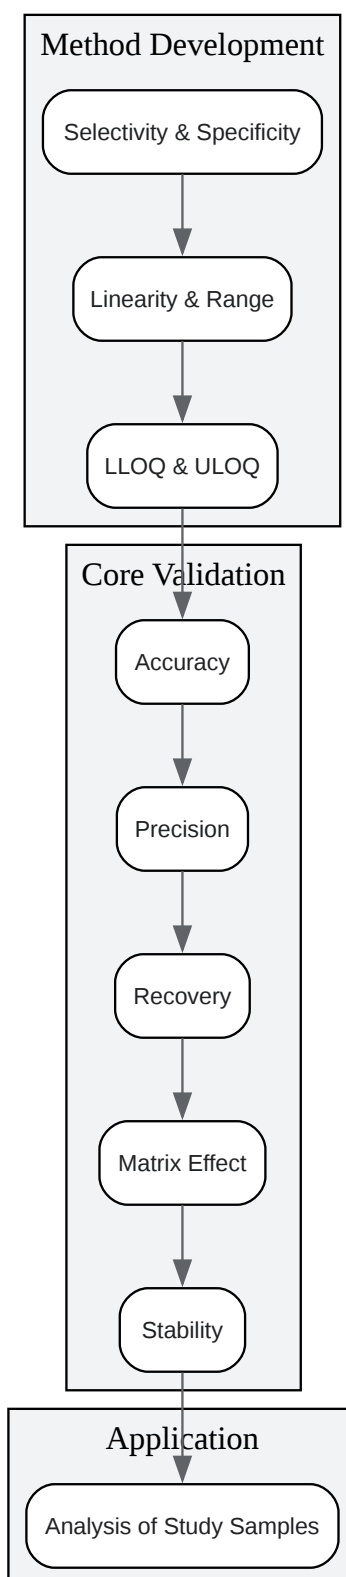 Method Development
Selectivity & Specificity
Linearity & Range
LLOQ & ULOQ
Core Validation
Accuracy
Precision
Recovery
Matrix Effect
Stability
Application
Analysis of Study Samples